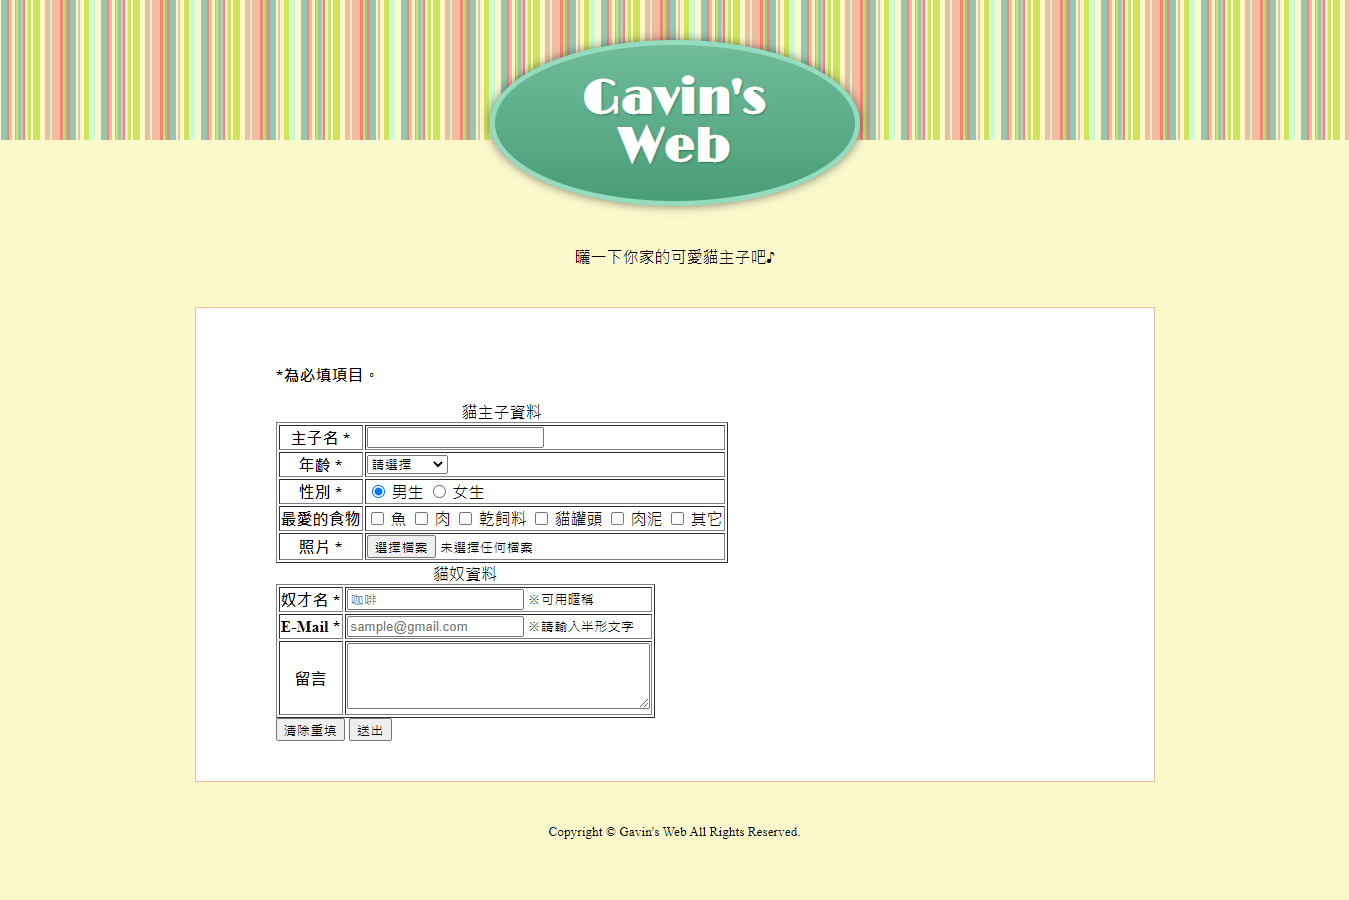 Gavin's
Web
曬一下你家的可愛貓主子吧♪
*為必填項目。
貓主子資料
主子名 *
年齡 * 請選擇
性別 * 男生 女生
最愛的食物 魚 肉 乾飼料 貓罐頭 肉泥 其它
照片 * 選擇檔案 未選擇任何檔案
貓奴資料
奴才名 * 咖啡 ※可用暱稱
E-Mail * sample@gmail.com ※請輸入半形文字
留言
清除重填 送出
Copyright © Gavin's Web All Rights Reserved.